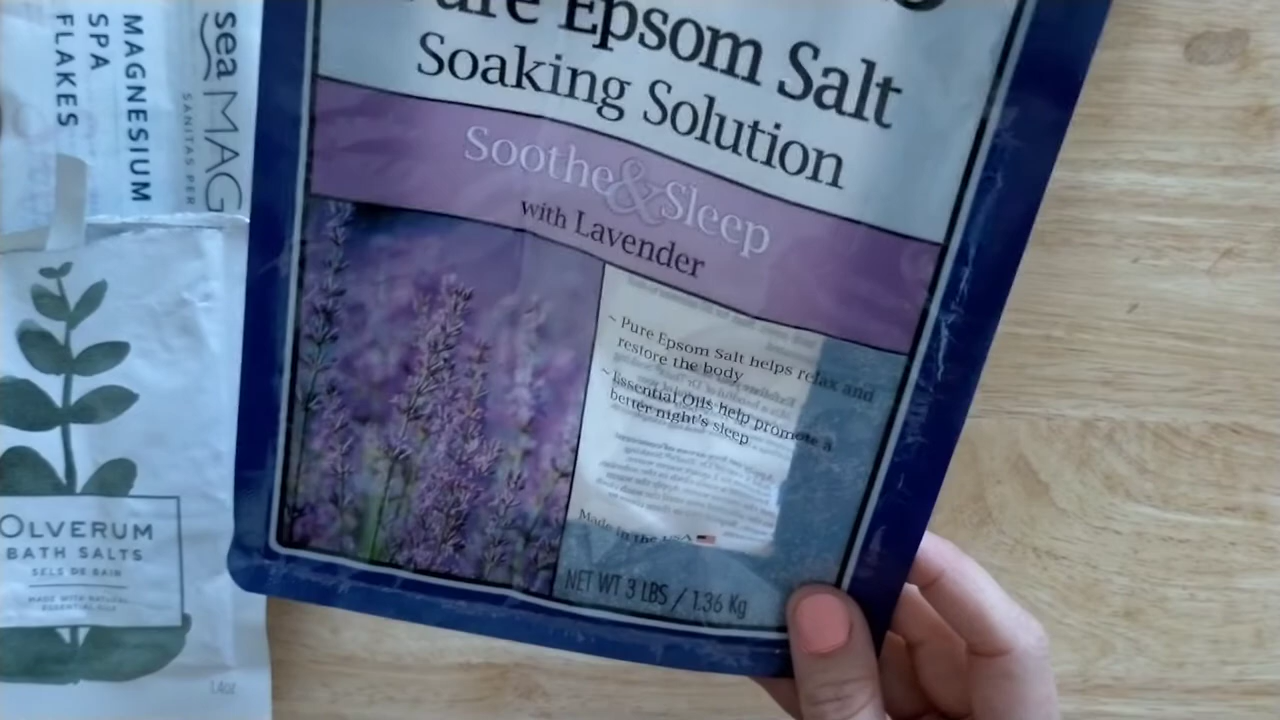 sea MAG
SANITAS PER
MAGNESIUM
SPA
FLAKES
OLVERUM
BATH SALTS
SELS DE BAIN
MADE WITH NATURAL
ESSENTIAL OILS
1.4oz
Pure Epsom Salt
Soaking Solution
Soothe&Sleep
with Lavender
~ Pure Epsom Salt helps relax and
restore the body
~ Essential Oils help promote a
better night's sleep
Made in the USA
NET WT 3 LBS / 1.36 Kg